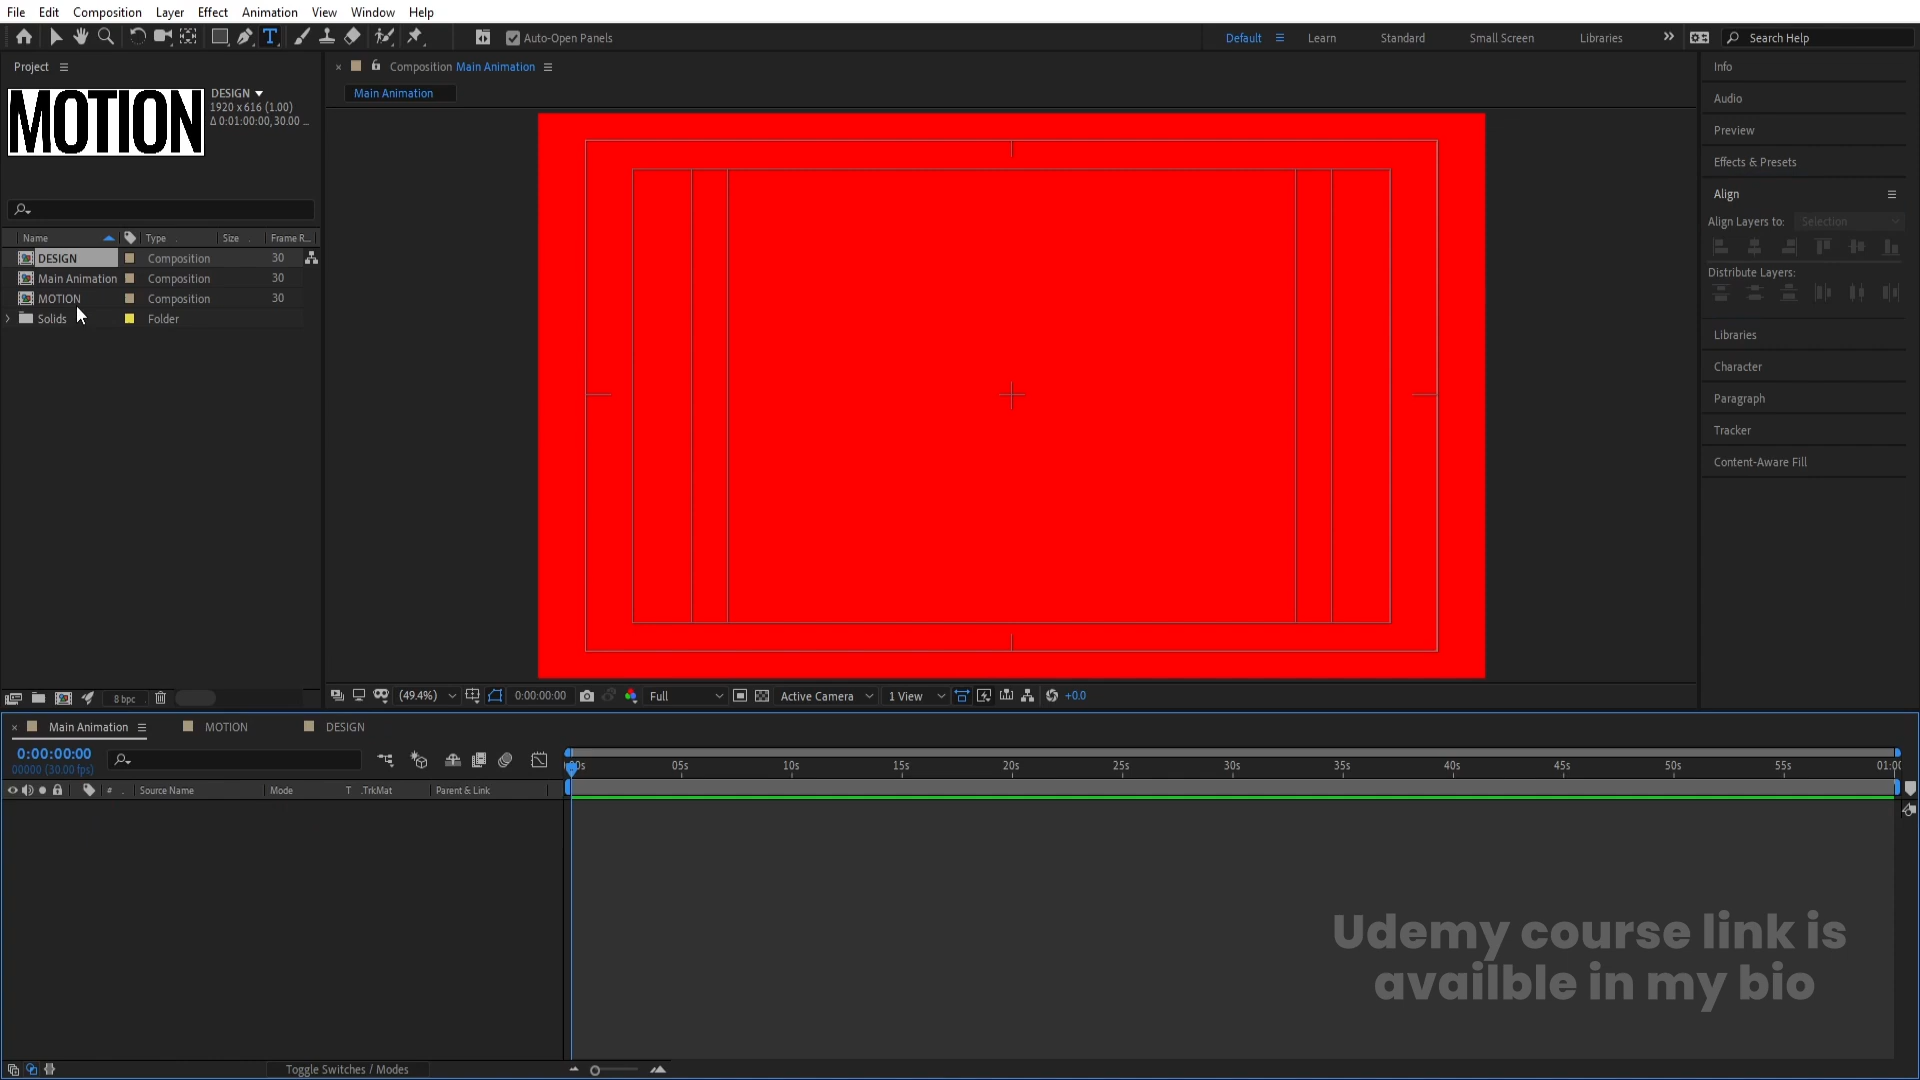 File Edit Composition Layer Effect Animation View Window Help
Auto-Open Panels
Default Learn Standard Small Screen Libraries Search Help
Project
MOTION
DESIGN
1920 x 616 (1.00)
Δ 0:01:00:00, 30.00 ...
Name Type Size Frame R...
DESIGN Composition 30
Main Animation Composition 30
MOTION Composition 30
Solids Folder
8 bpc
Composition Main Animation
Main Animation
(49.4%) 0:00:00:00 Full Active Camera 1 View +0.0
Info
Audio
Preview
Effects & Presets
Align
Align Layers to: Selection
Distribute Layers:
Libraries
Character
Paragraph
Tracker
Content-Aware Fill
Main Animation MOTION DESIGN
0:00:00:00
00000 (30.00 fps)
# Source Name Mode T .TrkMat Parent & Link
05s 10s 15s 20s 25s 30s 35s 40s 45s 50s 55s
Udemy course link is
availble in my bio
Toggle Switches / Modes